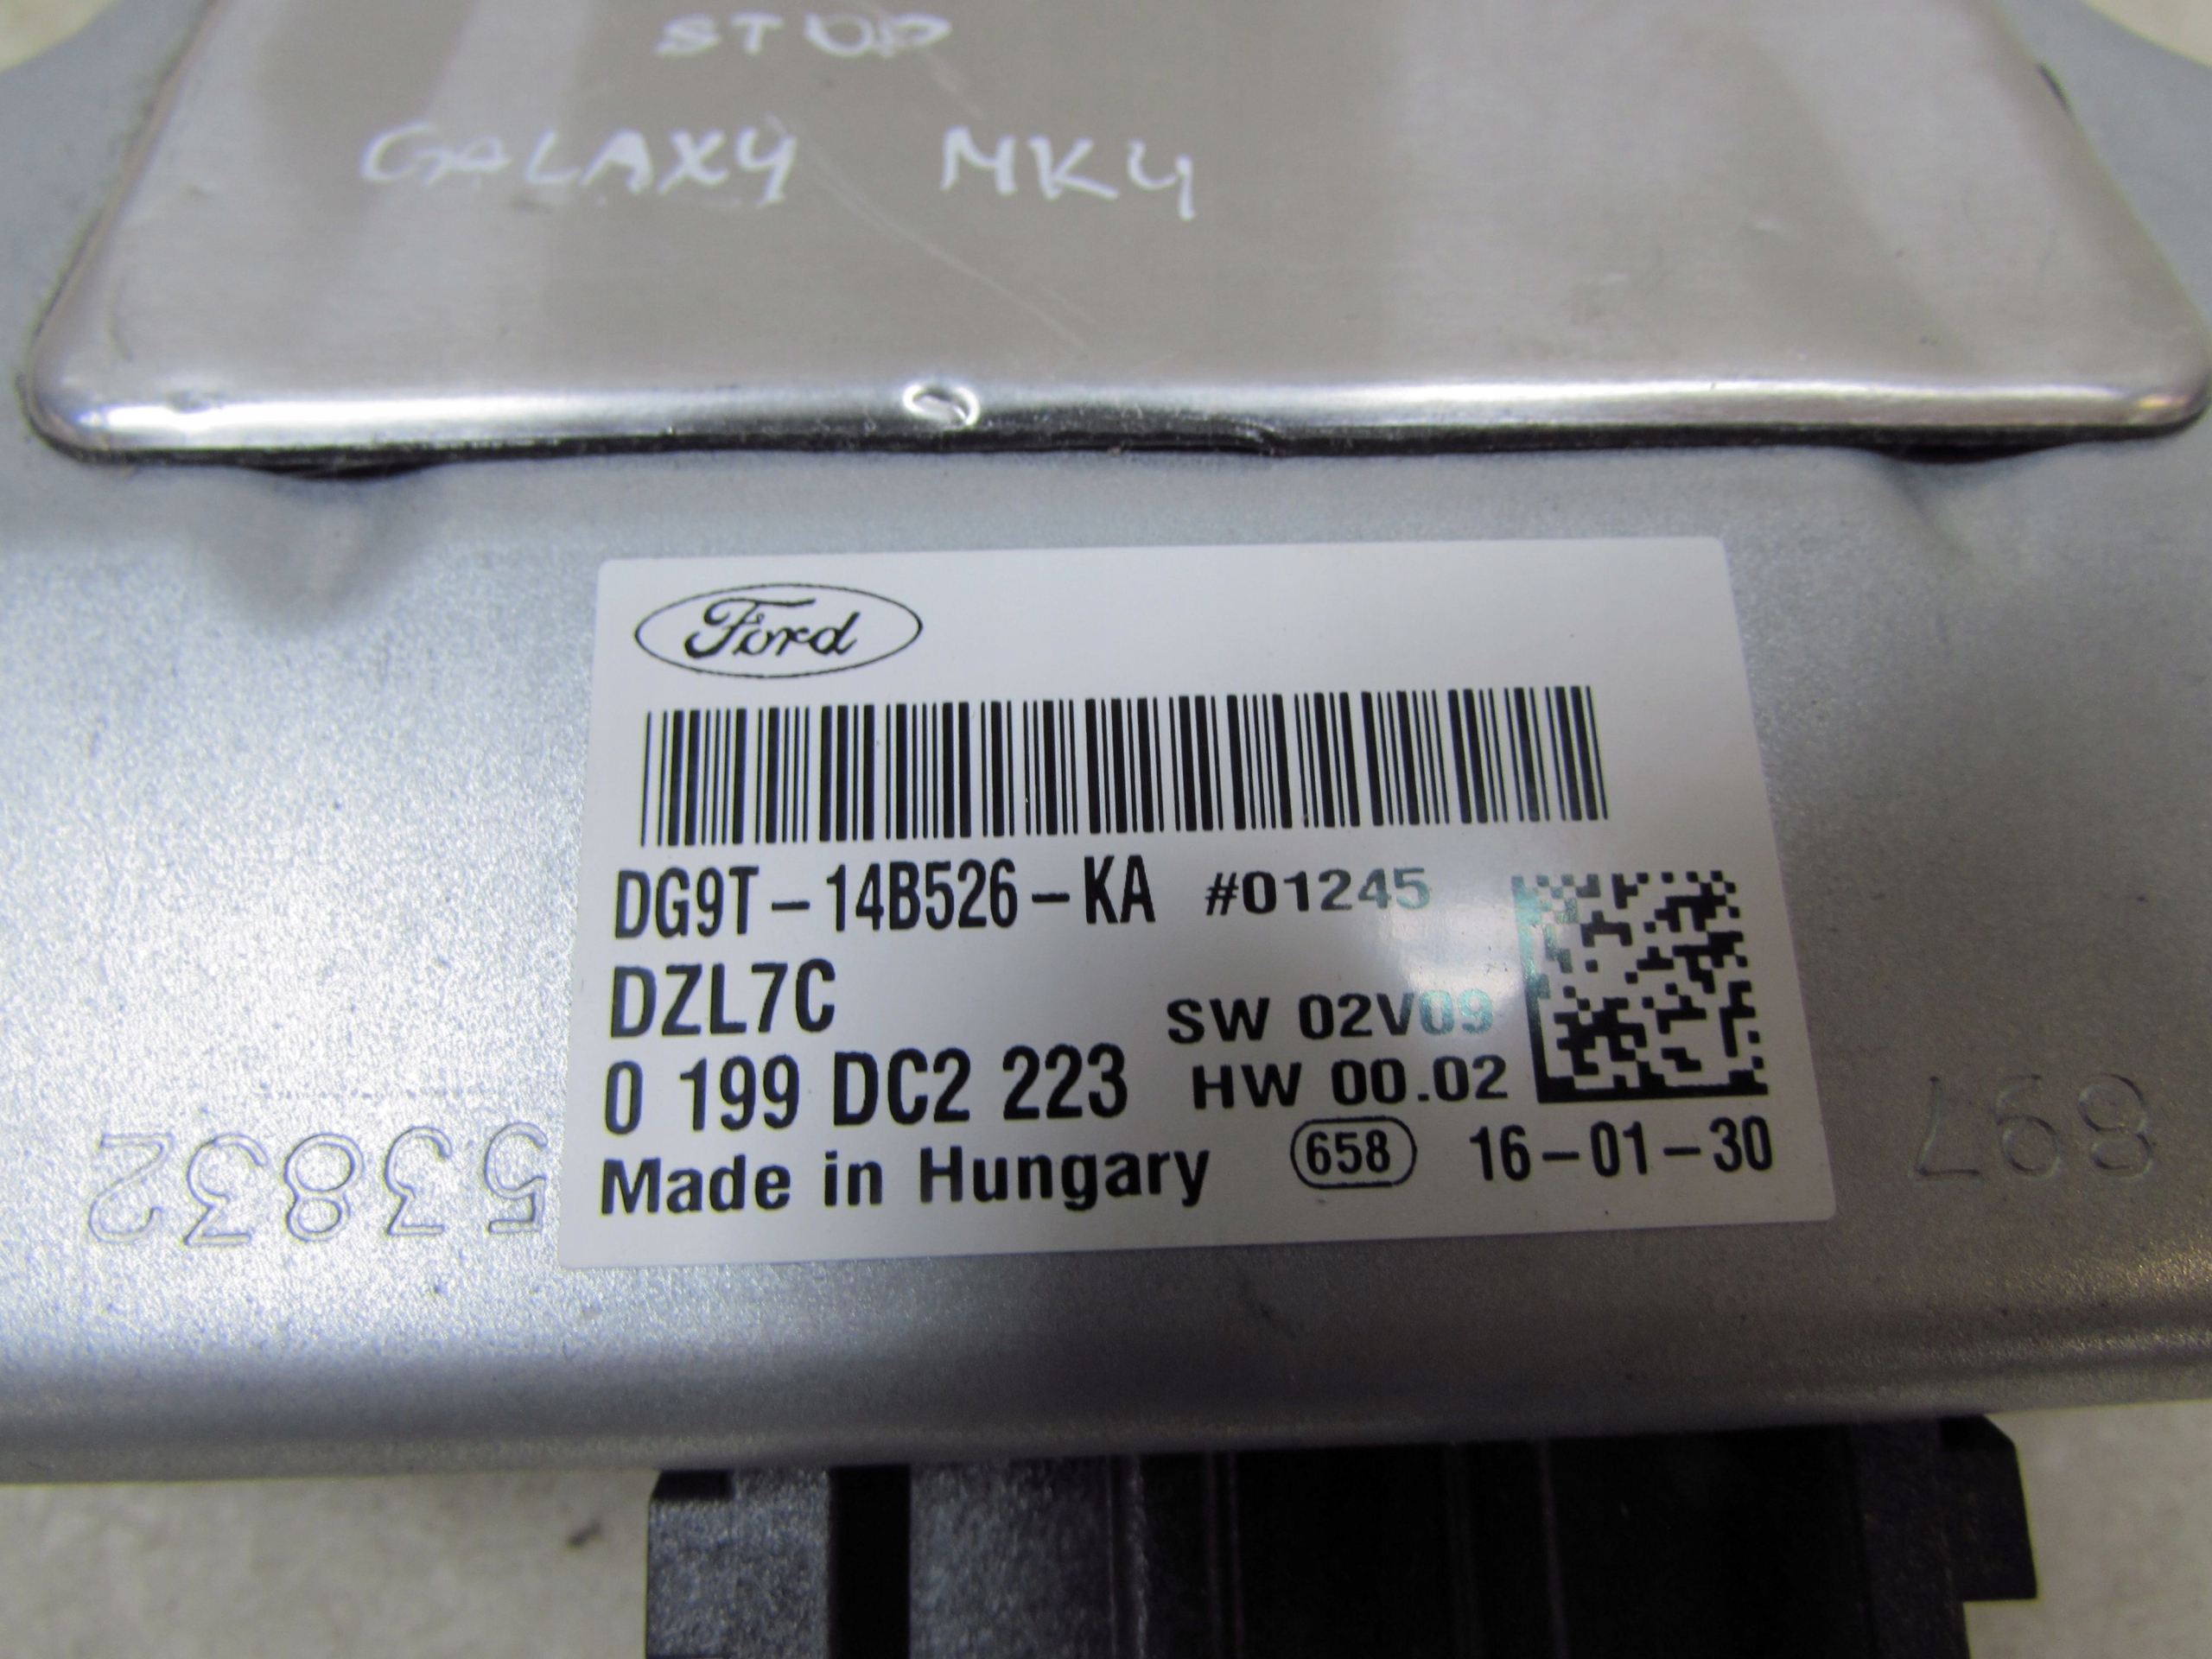 STOP
GALAXY MK4
Ford
DG9T-14B526-KA #01245
DZL7C
SW 02V09
0 199 DC2 223 HW 00.02
Made in Hungary 658 16-01-30
53832
897